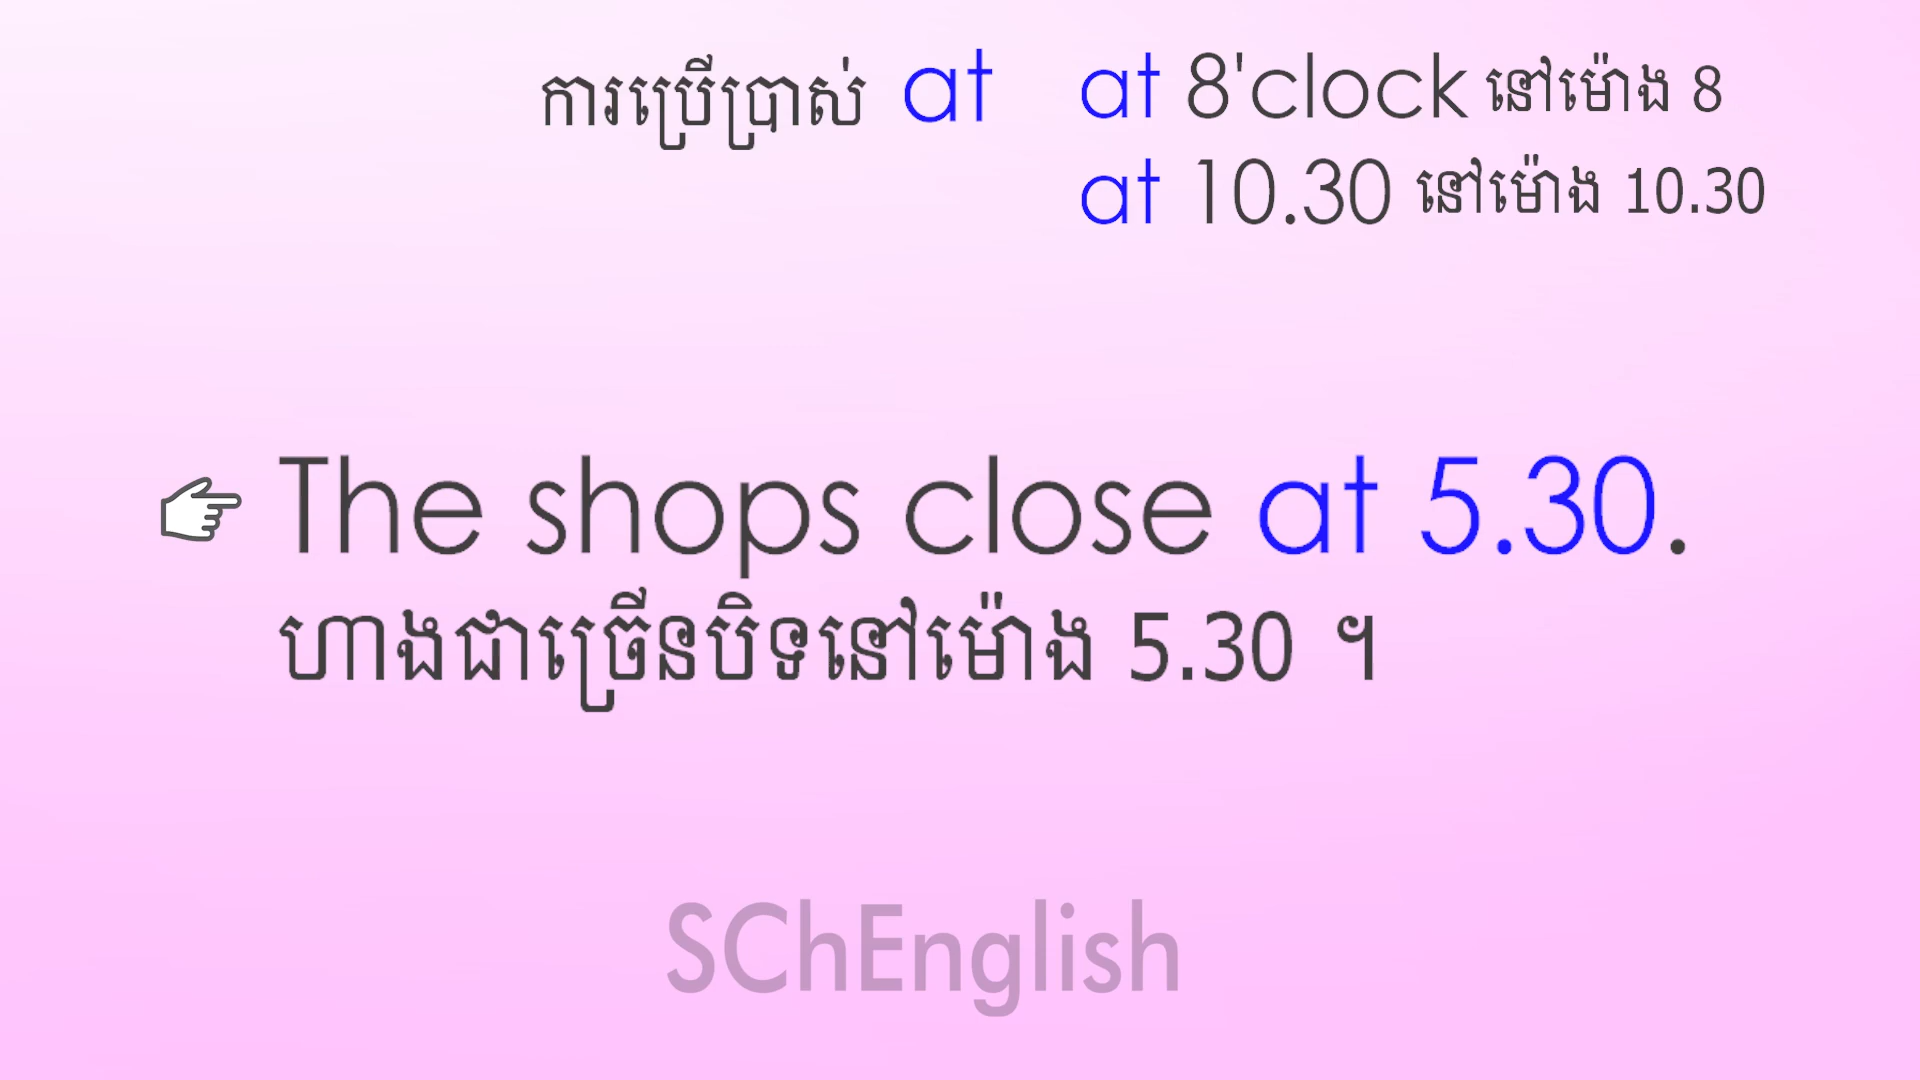 ការប្រើប្រាស់ at
at 8'clock នៅម៉ោង 8
at 10.30 នៅម៉ោង 10.30
The shops close at 5.30.
ហាងជាច្រើនបិទនៅម៉ោង 5.30 ។
SChEnglish